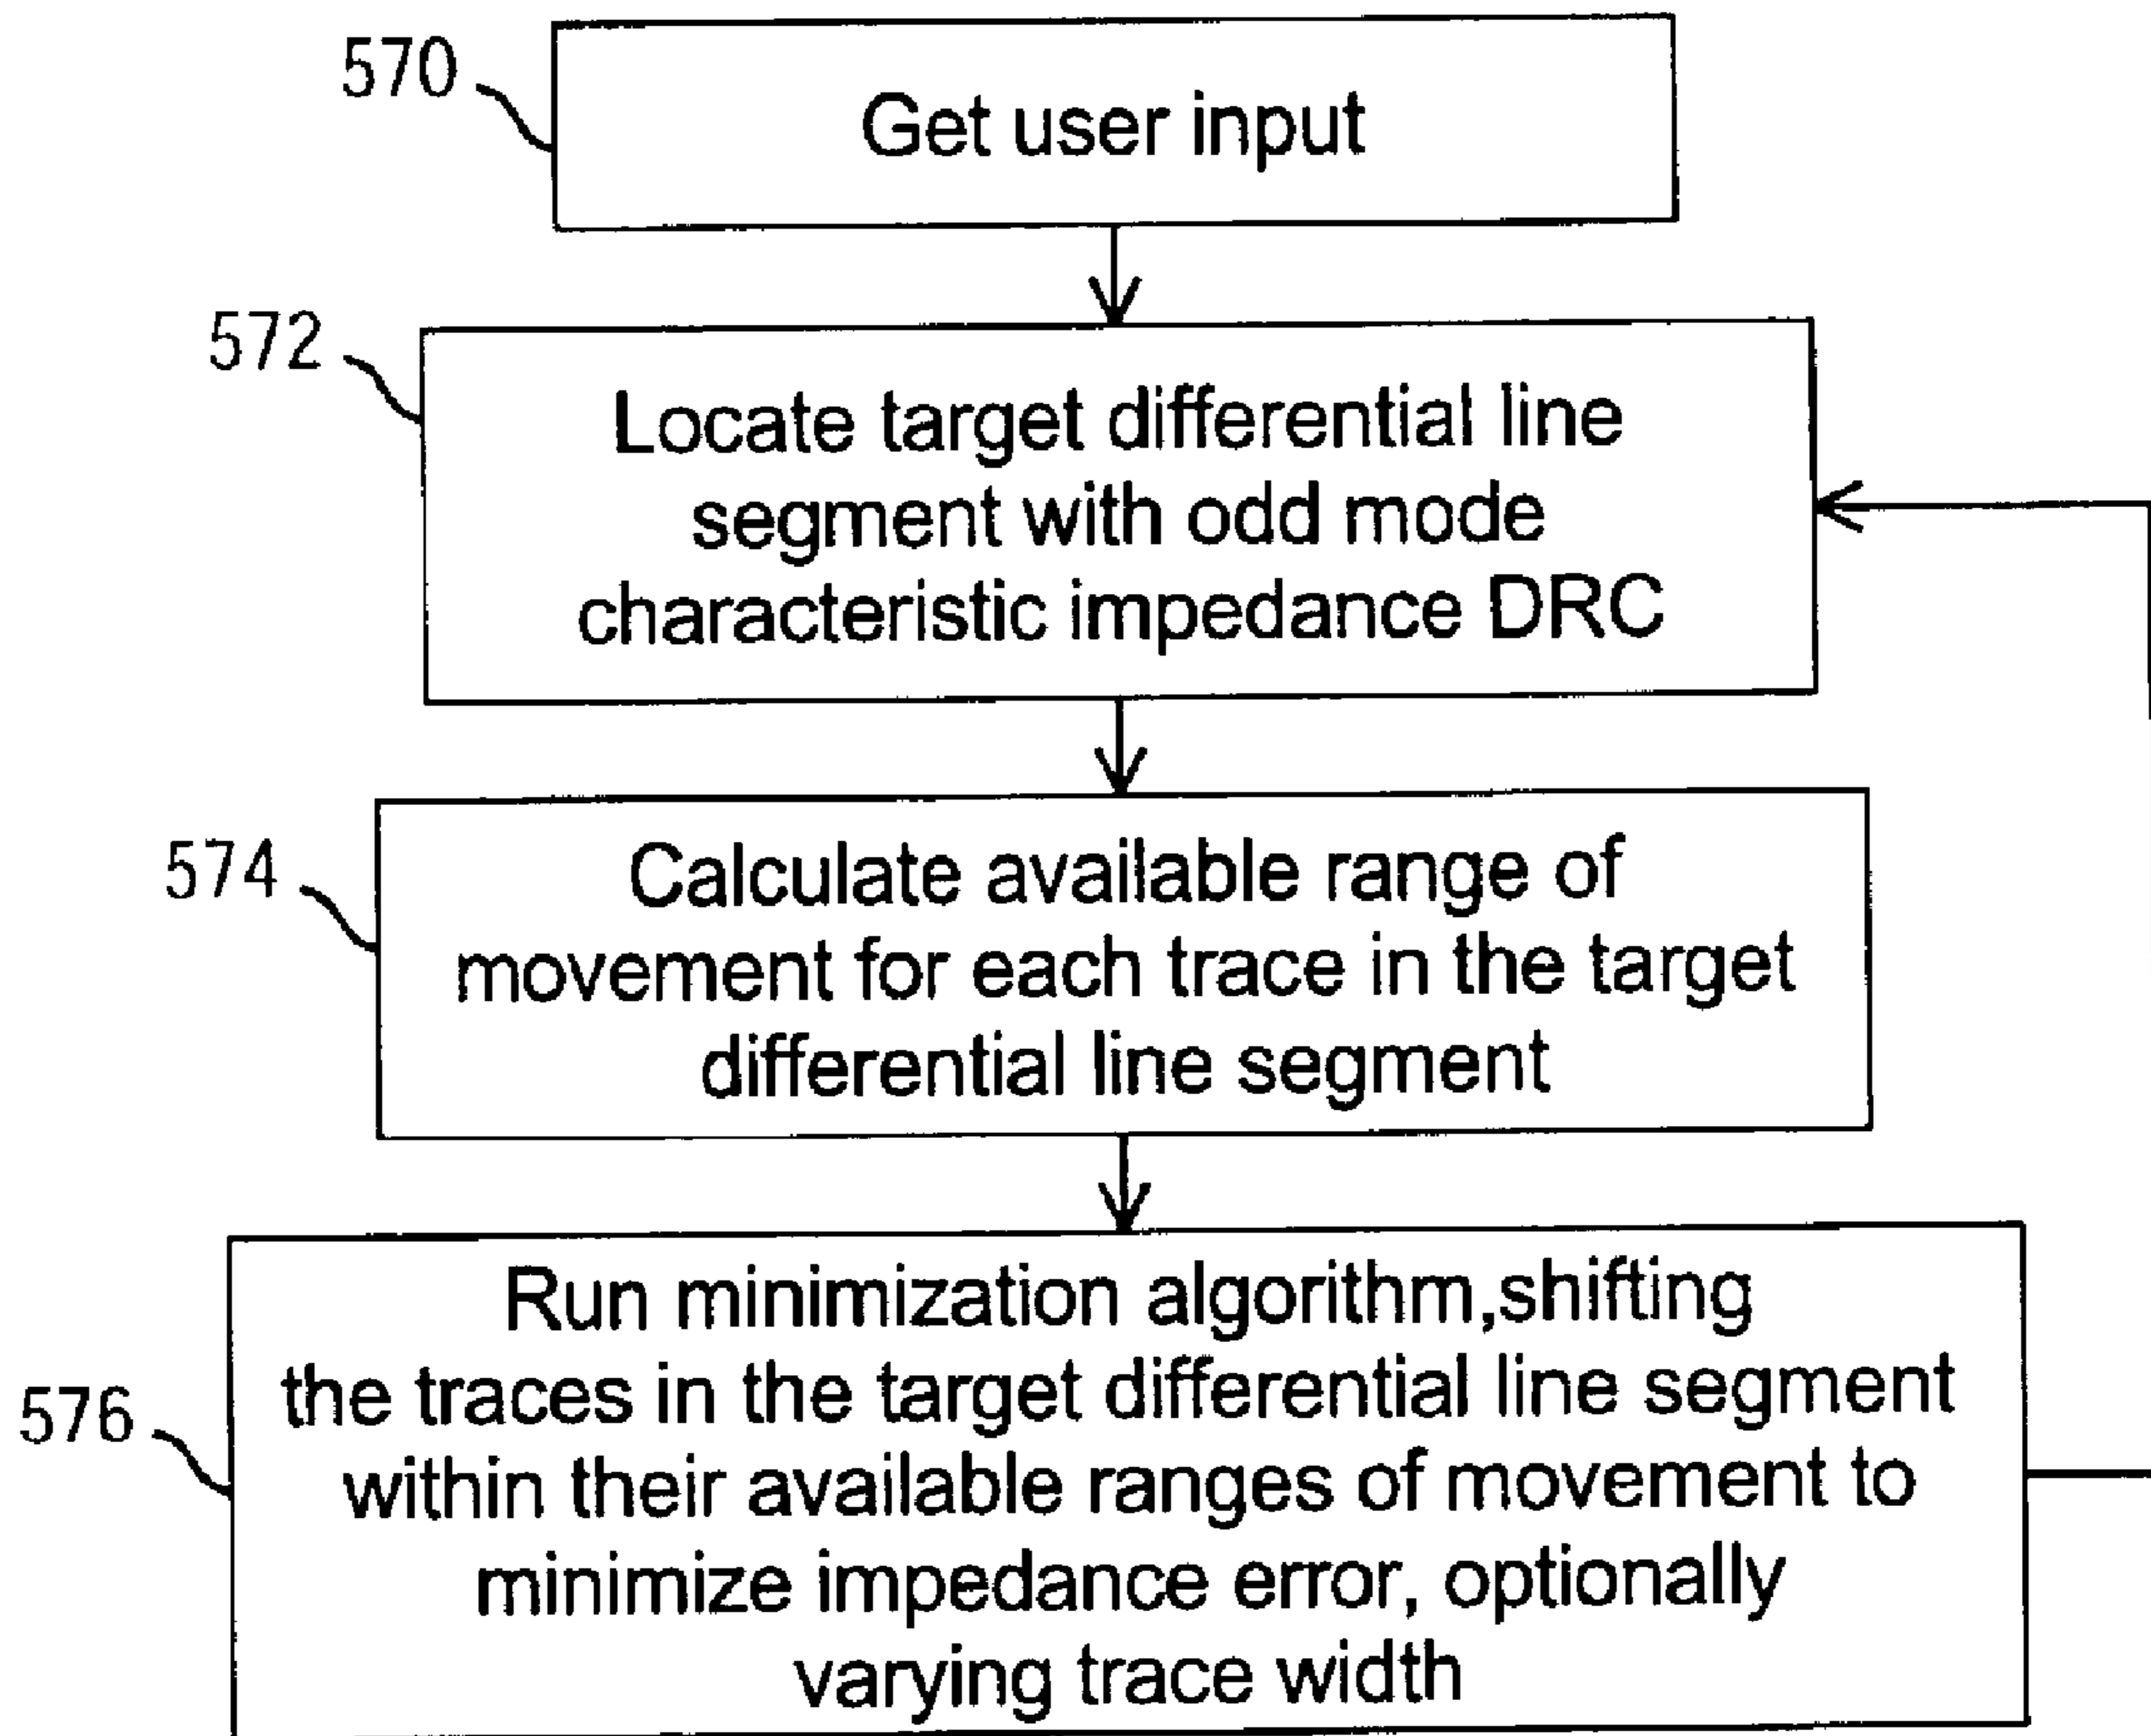 570
Get user input
572
Locate target differential line
segment with odd mode
characteristic impedance DRC
574
Calculate available range of
movement for each trace in the target
differential line segment
576
Run minimization algorithm,shifting
the traces in the target differential line segment
within their available ranges of movement to
minimize impedance error, optionally
varying trace width